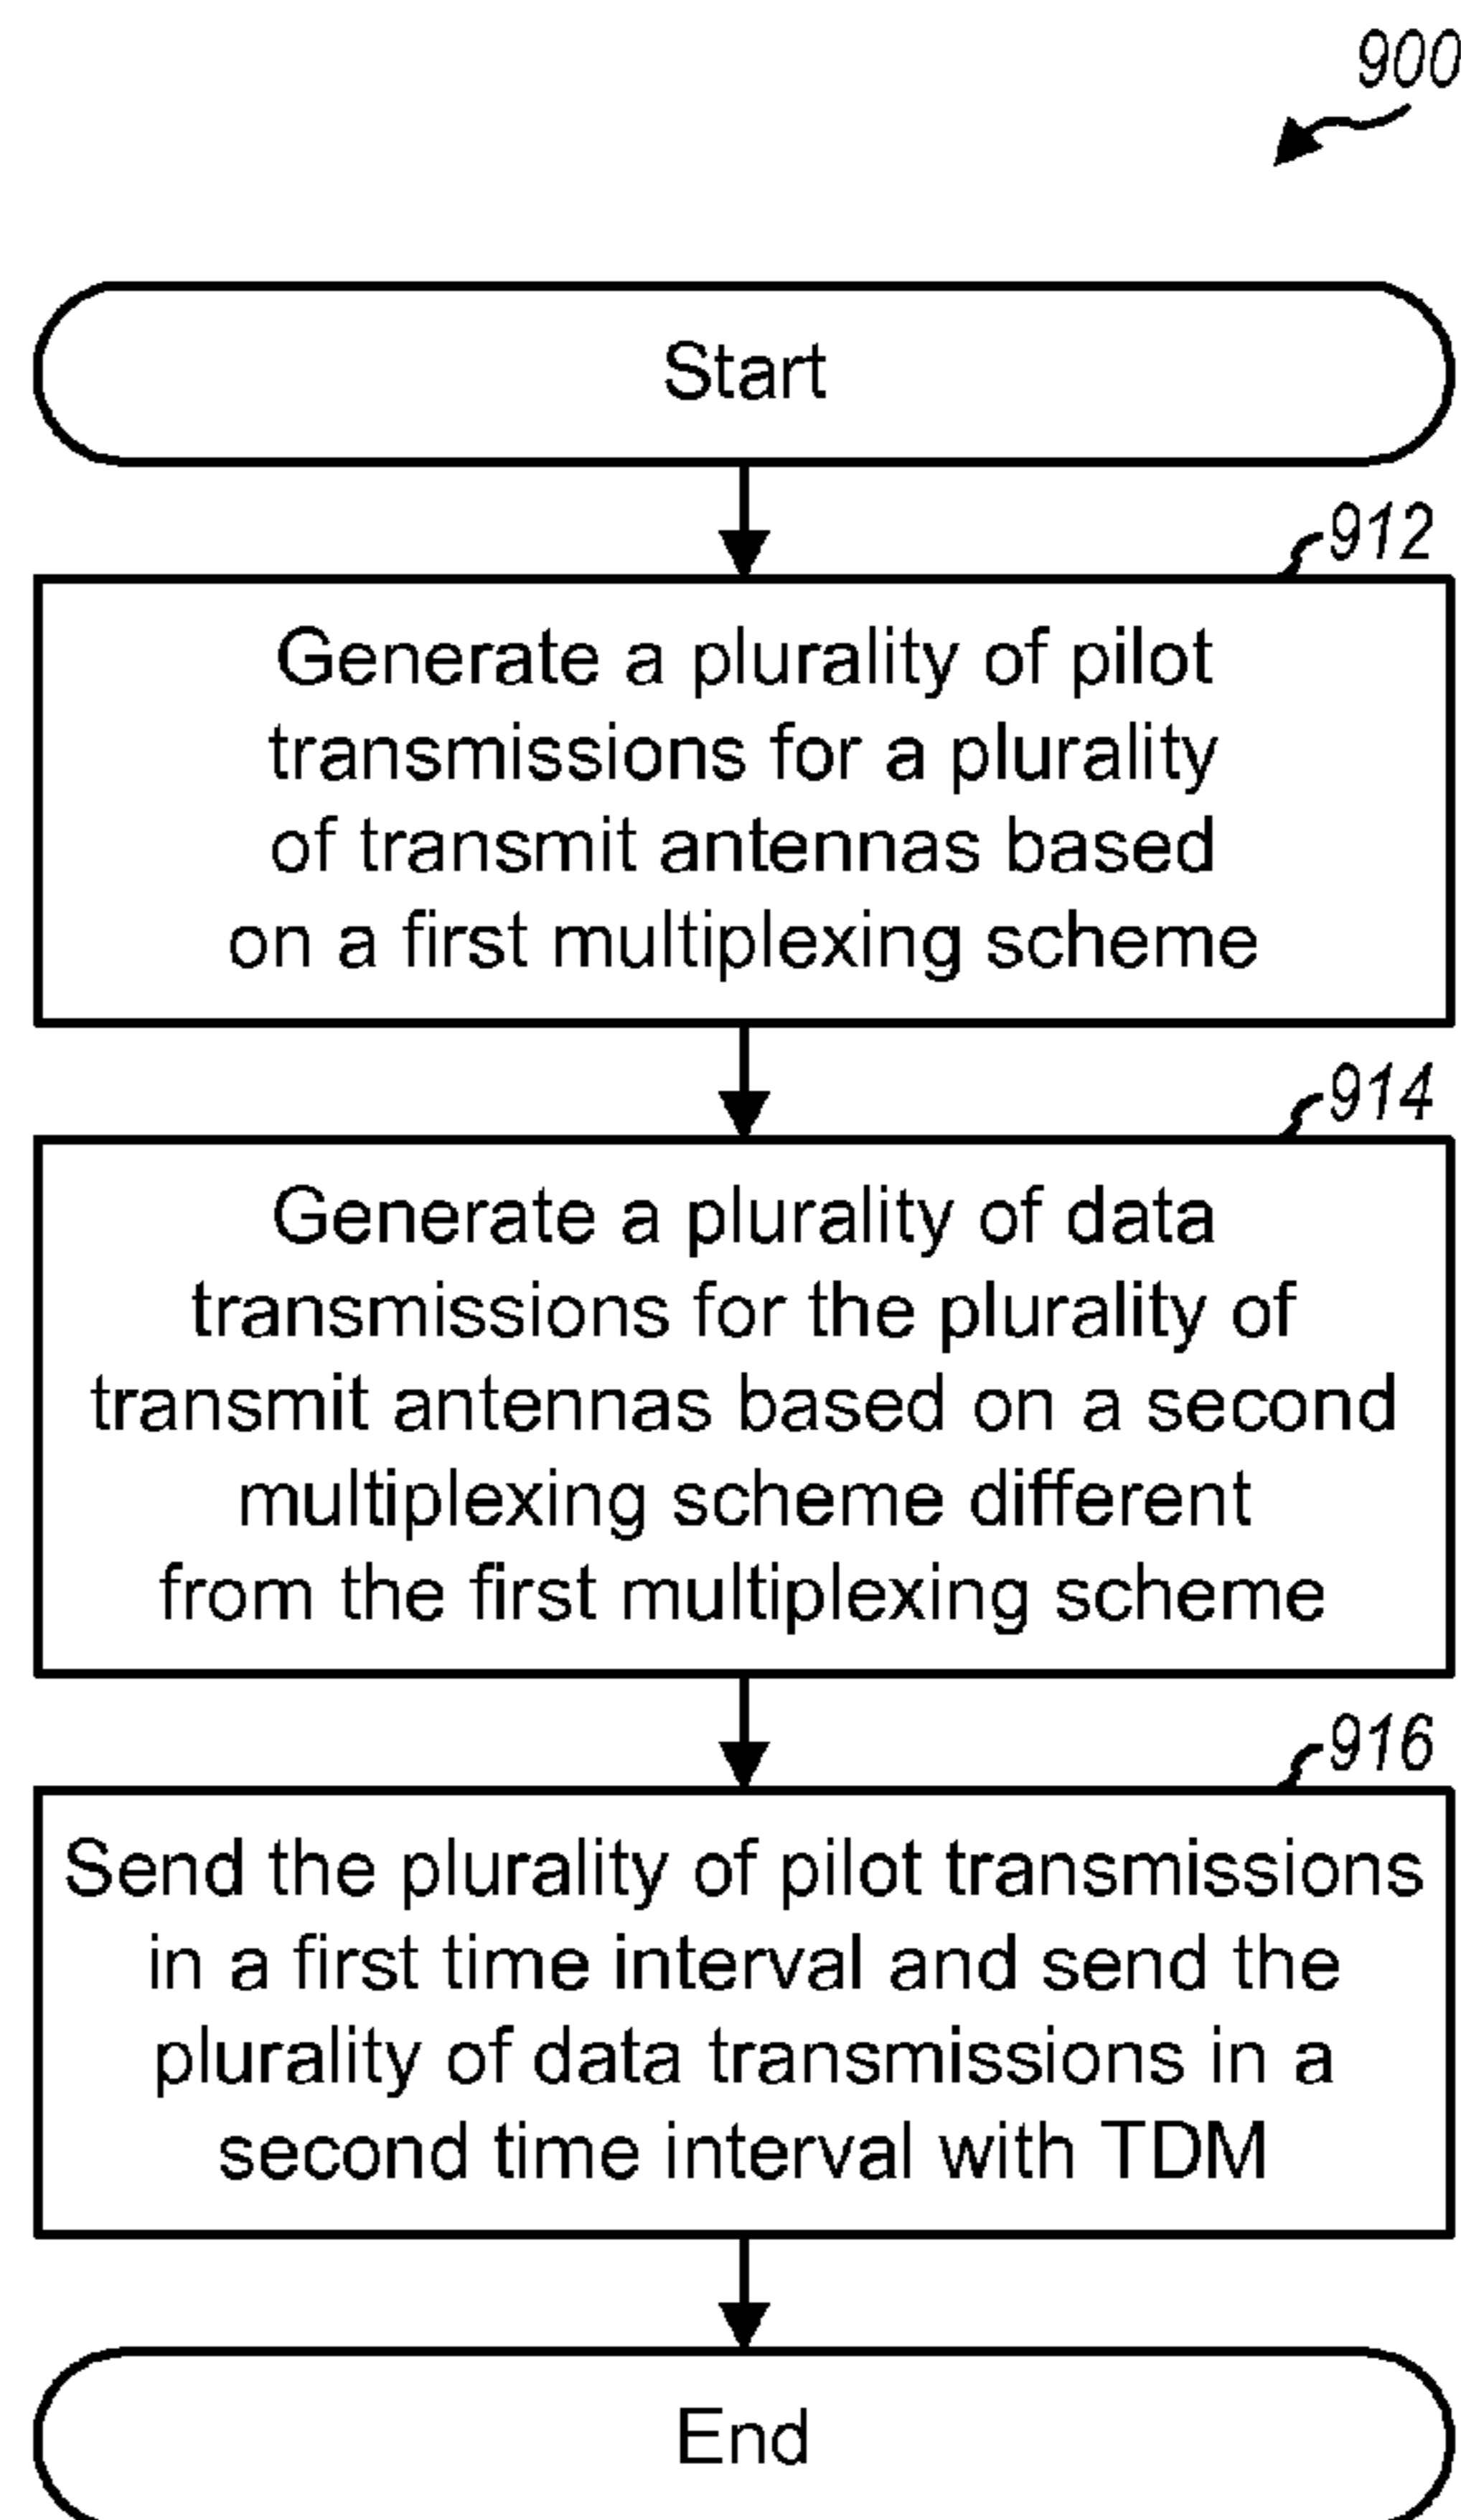 900
Start
912
Generate a plurality of pilot
transmissions for a plurality
of transmit antennas based
on a first multiplexing scheme
914
Generate a plurality of data
transmissions for the plurality of
transmit antennas based on a second
multiplexing scheme different
from the first multiplexing scheme
916
Send the plurality of pilot transmissions
in a first time interval and send the
plurality of data transmissions in a
second time interval with TDM
End